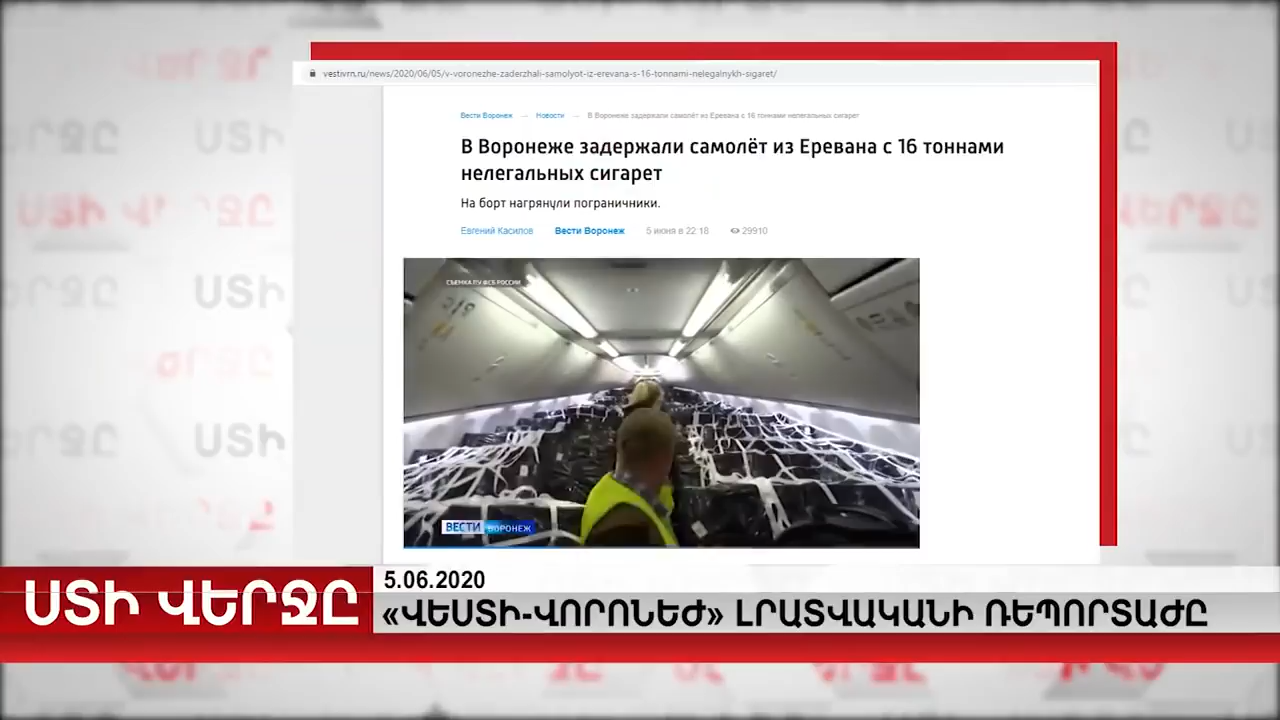 vestivrn.ru/news/2020/06/05/v-voronezhe-zaderzhali-samolyot-iz-erevana-s-16-tonnami-nelegalnykh-sigaret/
Вести Воронеж → Новости → В Воронеже задержали самолёт из Еревана с 16 тоннами нелегальных сигарет
В Воронеже задержали самолёт из Еревана с 16 тоннами
нелегальных сигарет
На борт нагрянули пограничники.
Евгений Касилов Вести Воронеж 5 июня в 22:18 29910
СЪЕМКА ПУ ФСБ РОССИИ
ВЕСТИ ВОРОНЕЖ
5.06.2020
ՍՏԻ ՎԵՐՋԸ
«ՎԵՍՏԻ-ՎՈՐՈՆԵԺ» ԼՐԱՏՎԱԿԱՆԻ ՌԵՊՈՐՏԱԺԸ